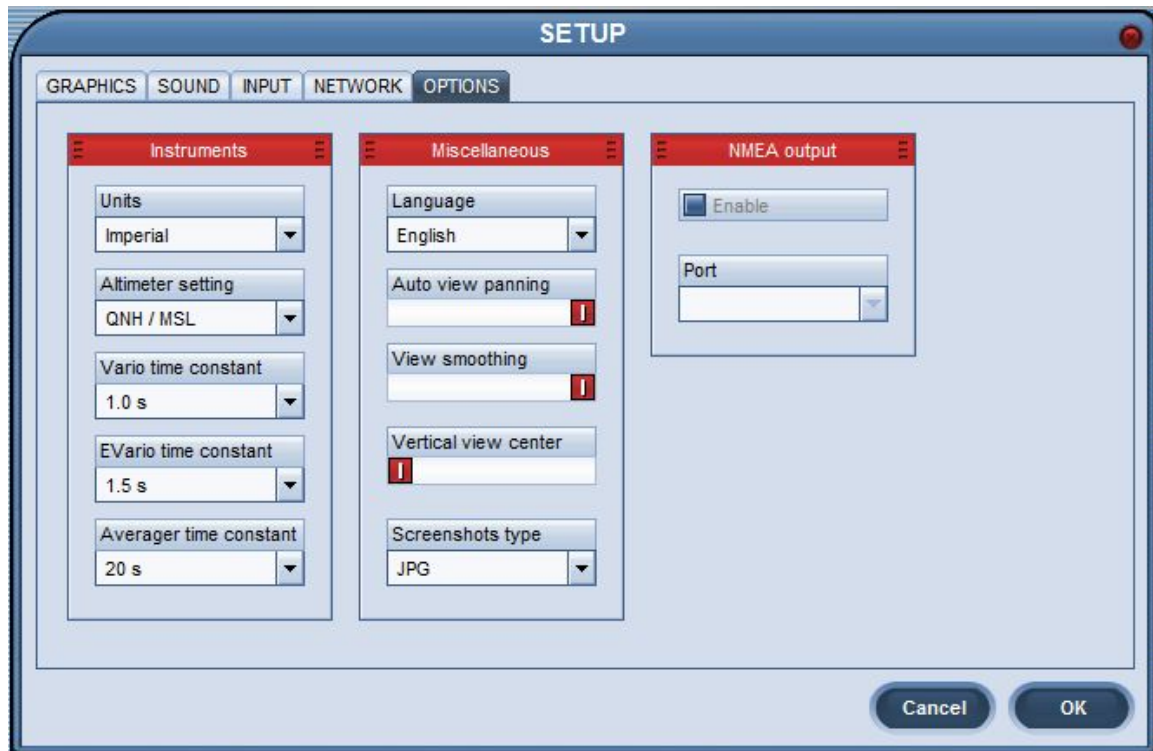 SETUP
GRAPHICS SOUND INPUT NETWORK OPTIONS
Instruments
Units
Imperial
Altimeter setting
QNH / MSL
Vario time constant
1.0 s
EVario time constant
1.5 s
Averager time constant
20 s
Miscellaneous
Language
English
Auto view panning
View smoothing
Vertical view center
Screenshots type
JPG
NMEA output
Enable
Port
Cancel OK